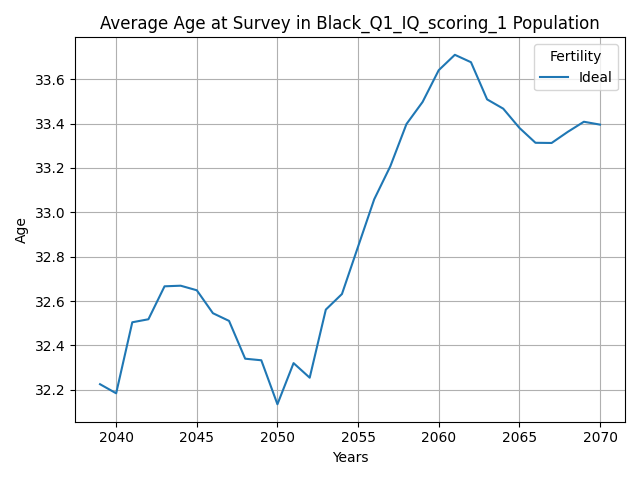 Average Age at Survey in Black_Q1_IQ_scoring_1 Population
Fertility
Ideal
33.6
33.4
33.2
33.0
32.8
32.6
32.4
32.2
Age
2040 2045 2050 2055 2060 2065 2070
Years